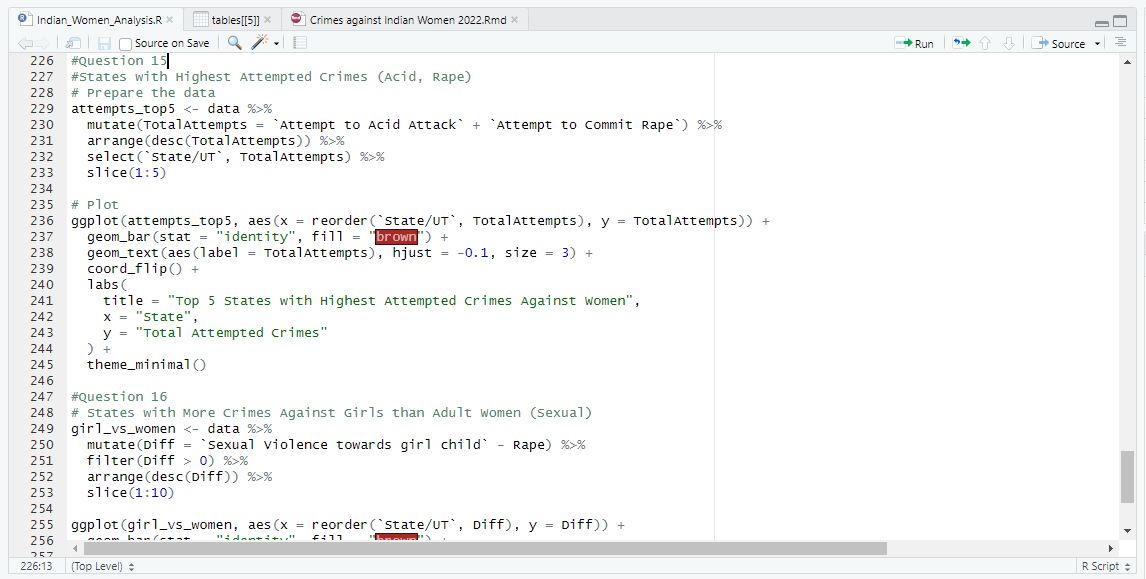 Indian_Women_Analysis.R tables[[5]] Crimes against Indian Women 2022.Rmd
Source on Save Run Source
226 #Question 15
227 #States with Highest Attempted Crimes (Acid, Rape)
228 # Prepare the data
229 attempts_top5 <- data %>%
230 mutate(TotalAttempts = `Attempt to Acid Attack` + `Attempt to Commit Rape`) %>%
231 arrange(desc(TotalAttempts)) %>%
232 select(`State/UT`, TotalAttempts) %>%
233 slice(1:5)
234
235 # Plot
236 ggplot(attempts_top5, aes(x = reorder(`State/UT`, TotalAttempts), y = TotalAttempts)) +
237 geom_bar(stat = "identity", fill = "brown") +
238 geom_text(aes(label = TotalAttempts), hjust = -0.1, size = 3) +
239 coord_flip() +
240 labs(
241 title = "Top 5 States with Highest Attempted Crimes Against Women",
242 x = "State",
243 y = "Total Attempted Crimes"
244 ) +
245 theme_minimal()
246
247 #Question 16
248 # States with More Crimes Against Girls than Adult Women (Sexual)
249 girl_vs_women <- data %>%
250 mutate(Diff = `Sexual Violence towards girl child` - Rape) %>%
251 filter(Diff > 0) %>%
252 arrange(desc(Diff)) %>%
253 slice(1:10)
254
255 ggplot(girl_vs_women, aes(x = reorder(`State/UT`, Diff), y = Diff)) +
256 geom_bar(stat = "identity", fill = "brown") +
257
226:13 (Top Level) R Script